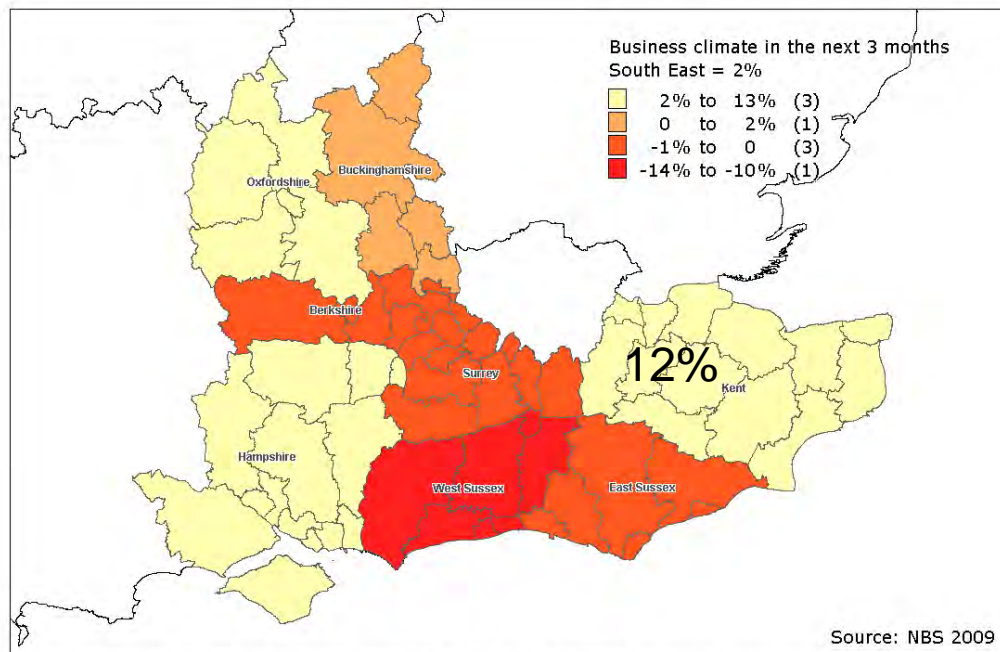 Business climate in the next 3 months
South East = 2%
2% to 13% (3)
0 to 2% (1)
-1% to 0 (3)
-14% to -10% (1)
Buckinghamshire
Oxfordshire
Berkshire
12%
Surrey
Kent
Hampshire
West Sussex
East Sussex
Source: NBS 2009